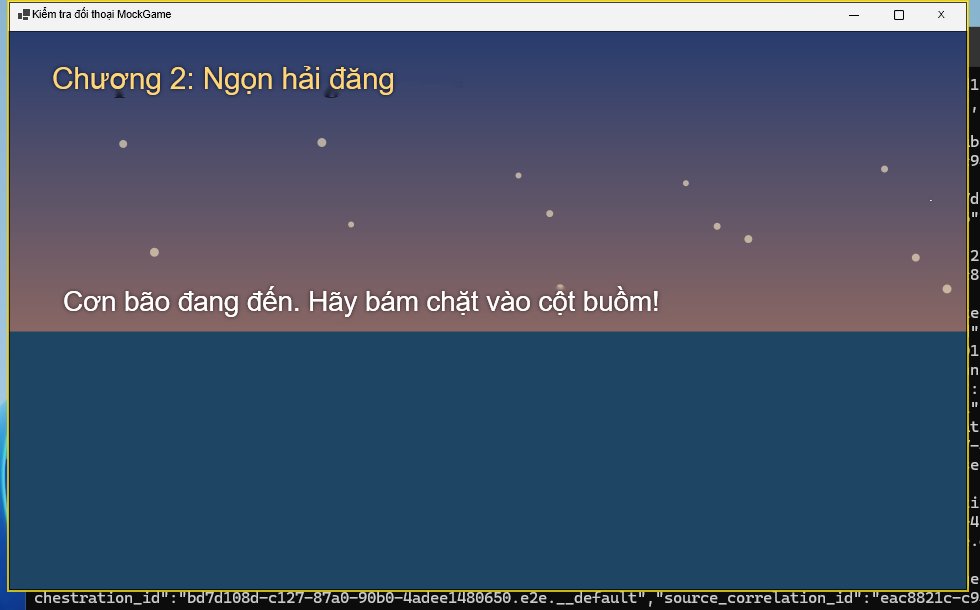 Kiểm tra đối thoại MockGame
Chương 2: Ngọn hải đăng
Cơn bão đang đến. Hãy bám chặt vào cột buồm!
chestration_id":"bd7d108d-c127-87a0-90b0-4adee1480650.e2e.__default","source_correlation_id":"eac8821c-c9